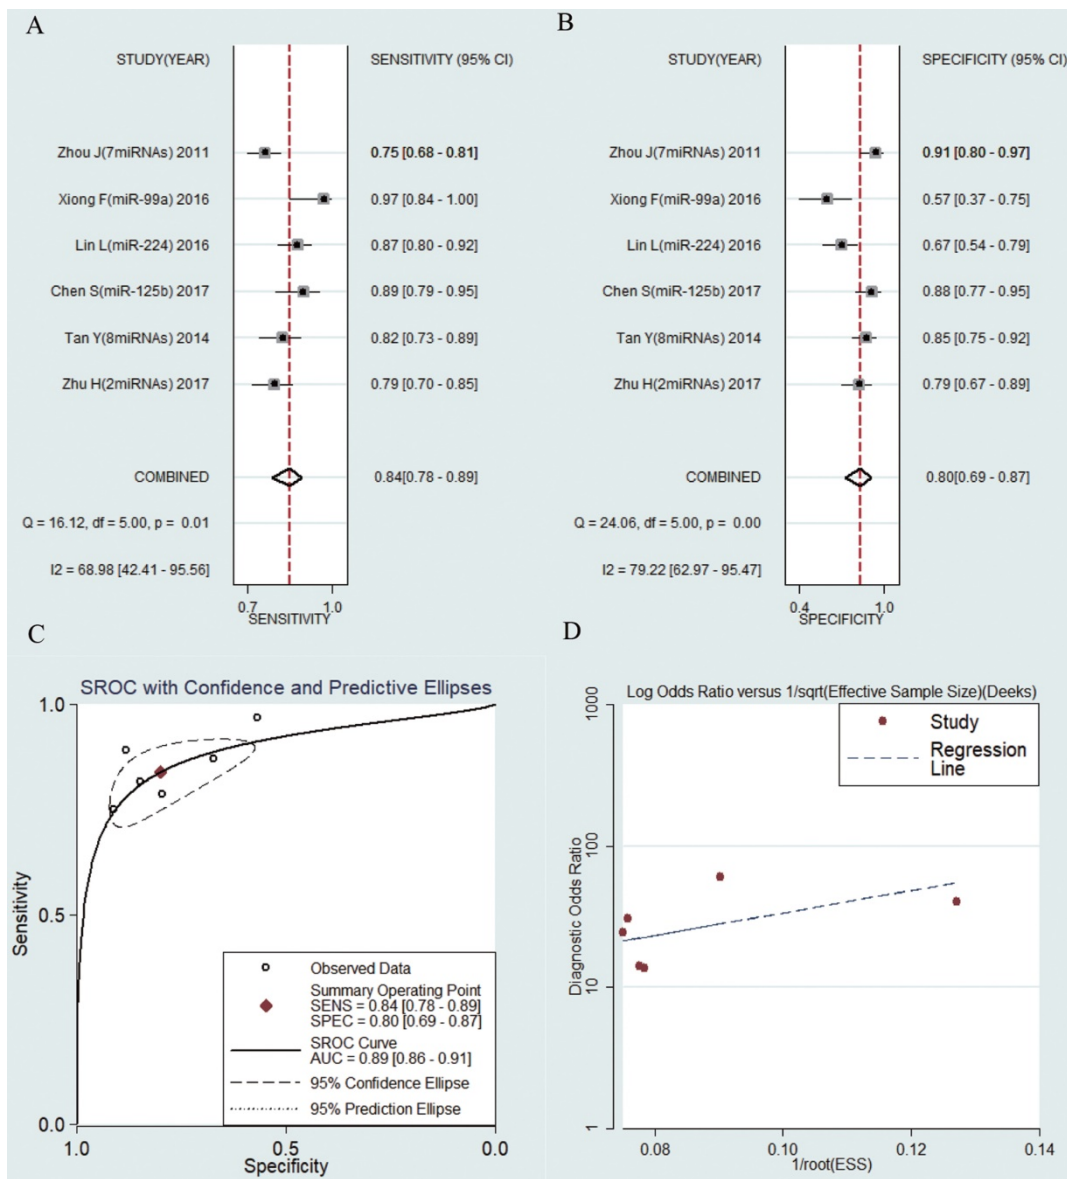 A
STUDY(YEAR) SENSITIVITY (95% CI)
Zhou J(7miRNAs) 2011 0.75 [0.68 - 0.81]
Xiong F(miR-99a) 2016 0.97 [0.84 - 1.00]
Lin L(miR-224) 2016 0.87 [0.80 - 0.92]
Chen S(miR-125b) 2017 0.89 [0.79 - 0.95]
Tan Y(8miRNAs) 2014 0.82 [0.73 - 0.89]
Zhu H(2miRNAs) 2017 0.79 [0.70 - 0.85]
COMBINED 0.84[0.78 - 0.89]
Q = 16.12, df = 5.00, p = 0.01
I2 = 68.98 [42.41 - 95.56]
0.7 1.0
SENSITIVITY
B
STUDY(YEAR) SPECIFICITY (95% CI)
Zhou J(7miRNAs) 2011 0.91 [0.80 - 0.97]
Xiong F(miR-99a) 2016 0.57 [0.37 - 0.75]
Lin L(miR-224) 2016 0.67 [0.54 - 0.79]
Chen S(miR-125b) 2017 0.88 [0.77 - 0.95]
Tan Y(8miRNAs) 2014 0.85 [0.75 - 0.92]
Zhu H(2miRNAs) 2017 0.79 [0.67 - 0.89]
COMBINED 0.80[0.69 - 0.87]
Q = 24.06, df = 5.00, p = 0.00
I2 = 79.22 [62.97 - 95.47]
0.4 1.0
SPECIFICITY
C
SROC with Confidence and Predictive Ellipses
1.0
0.5
0.0
Sensitivity
Observed Data
Summary Operating Point
SENS = 0.84 [0.78 - 0.89]
SPEC = 0.80 [0.69 - 0.87]
SROC Curve
AUC = 0.89 [0.86 - 0.91]
95% Confidence Ellipse
95% Prediction Ellipse
1.0 0.5 0.0
Specificity
D
Log Odds Ratio versus 1/sqrt(Effective Sample Size)(Deeks)
Study
Regression
Line
1000
100
10
1
Diagnostic Odds Ratio
0.08 0.10 0.12 0.14
1/root(ESS)